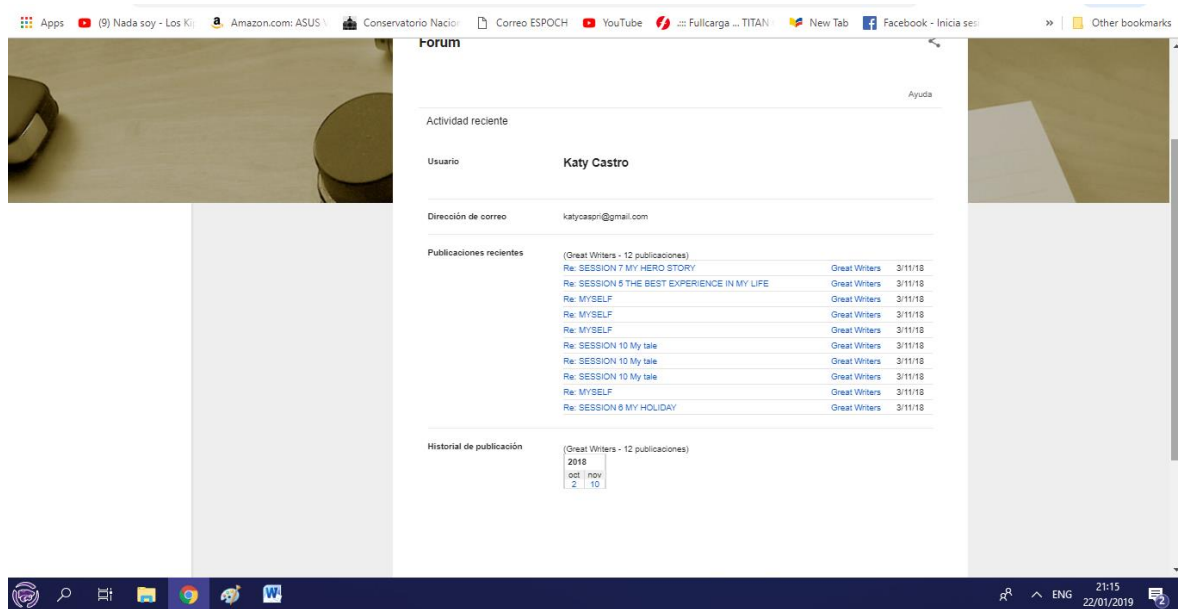 Apps (9) Nada soy - Los Ki Amazon.com: ASUS Conservatorio Nacion Correo ESPOCH YouTube .::: Fullcarga ... TITAN New Tab Facebook - Inicia ses » Other bookmarks
Forum
Ayuda
Actividad reciente
Usuario Katy Castro
Dirección de correo katycaspri@gmail.com
Publicaciones recientes (Great Writers - 12 publicaciones)
Re: SESSION 7 MY HERO STORY Great Writers 3/11/18
Re: SESSION 5 THE BEST EXPERIENCE IN MY LIFE Great Writers 3/11/18
Re: MYSELF Great Writers 3/11/18
Re: MYSELF Great Writers 3/11/18
Re: MYSELF Great Writers 3/11/18
Re: SESSION 10 My tale Great Writers 3/11/18
Re: SESSION 10 My tale Great Writers 3/11/18
Re: SESSION 10 My tale Great Writers 3/11/18
Re: MYSELF Great Writers 3/11/18
Re: SESSION 6 MY HOLIDAY Great Writers 3/11/18
Historial de publicación (Great Writers - 12 publicaciones)
2018
oct nov
2 10
ENG 21:15
22/01/2019 2